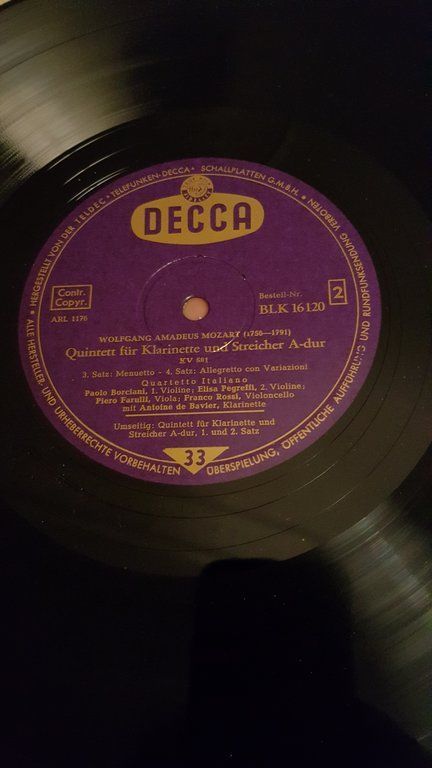 HERGESTELLT VON DER TELDEC · TELEFUNKEN-DECCA · SCHALLPLATTEN G.M.B.H.
DECCA
Contr.
Copyr.
ARL 1176
Bestell-Nr.
BLK 16120
2
WOLFGANG AMADEUS MOZART (1756—1791)
Quintett für Klarinette und Streicher A-dur
KV 581
3. Satz: Menuetto - 4. Satz: Allegretto con Variazioni
Quartetto Italiano
Paolo Borciani, 1. Violine; Elisa Pegreffi, 2. Violine;
Piero Farulli, Viola; Franco Rossi, Violoncello
mit Antoine de Bavier, Klarinette
Umseitig: Quintett für Klarinette und
Streicher A-dur, 1. und 2. Satz
33
ALLE HERSTELLER- UND URHEBERRECHTE VORBEHALTEN
ÜBERSPIELUNG, ÖFFENTLICHE AUFFÜHRUNG UND RUNDFUNKSENDUNG VERBOTEN